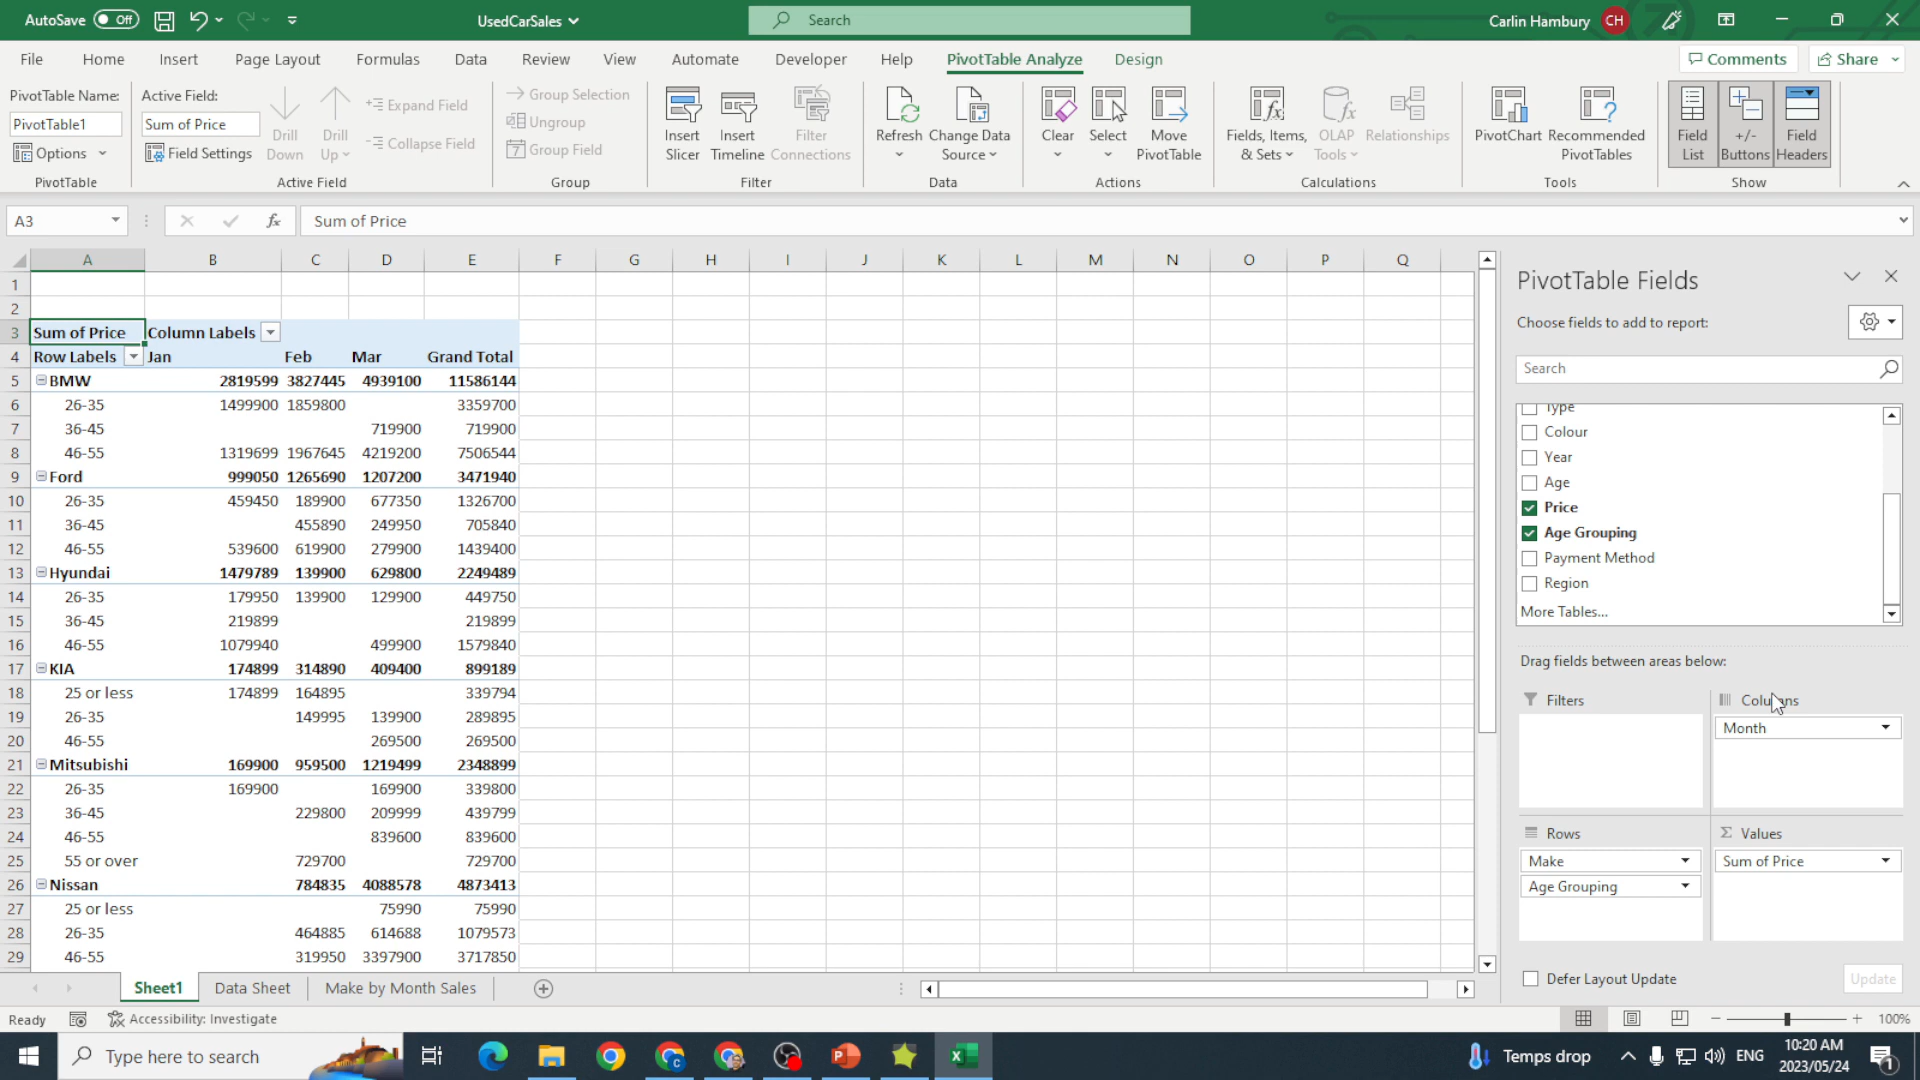 AutoSave Off UsedCarSales Search Carlin Hambury CH
File Home Insert Page Layout Formulas Data Review View Automate Developer Help PivotTable Analyze Design Comments Share
PivotTable Name: Active Field:
PivotTable1 Sum of Price
Options Field Settings
Drill Down Drill Up Expand Field Collapse Field
Group Selection Ungroup Group Field
Insert Slicer Insert Timeline Filter Connections
Refresh Change Data Source Clear Select Move PivotTable
Fields, Items, & Sets OLAP Tools Relationships
PivotChart Recommended PivotTables
Field List +/- Buttons Field Headers
PivotTable Active Field Group Filter Data Actions Calculations Tools Show
A3 fx Sum of Price
A B C D E F G H I J K L M N O P Q
1
2
3 Sum of Price Column Labels
4 Row Labels Jan Feb Mar Grand Total
5 BMW 2819599 3827445 4939100 11586144
6 26-35 1499900 1859800 3359700
7 36-45 719900 719900
8 46-55 1319699 1967645 4219200 7506544
9 Ford 999050 1265690 1207200 3471940
10 26-35 459450 189900 677350 1326700
11 36-45 455890 249950 705840
12 46-55 539600 619900 279900 1439400
13 Hyundai 1479789 139900 629800 2249489
14 26-35 179950 139900 129900 449750
15 36-45 219899 219899
16 46-55 1079940 499900 1579840
17 KIA 174899 314890 409400 899189
18 25 or less 174899 164895 339794
19 26-35 149995 139900 289895
20 46-55 269500 269500
21 Mitsubishi 169900 959500 1219499 2348899
22 26-35 169900 169900 339800
23 36-45 229800 209999 439799
24 46-55 839600 839600
25 55 or over 729700 729700
26 Nissan 784835 4088578 4873413
27 25 or less 75990 75990
28 26-35 464885 614688 1079573
29 46-55 319950 3397900 3717850
PivotTable Fields
Choose fields to add to report:
Search
Type
Colour
Year
Age
Price
Age Grouping
Payment Method
Region
More Tables...
Drag fields between areas below:
Filters Columns
Month
Rows Σ Values
Make Sum of Price
Age Grouping
Defer Layout Update Update
Sheet1 Data Sheet Make by Month Sales
Ready Accessibility: Investigate 100%
Type here to search Temps drop ENG 10:20 AM
2023/05/24 1